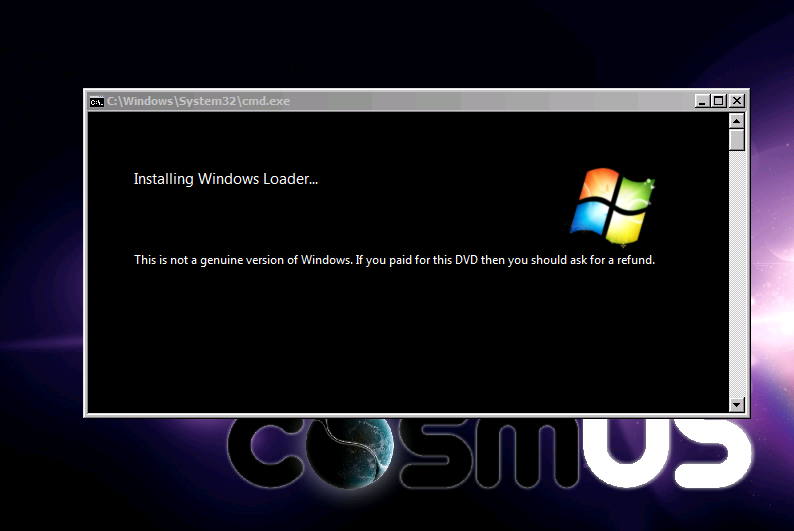 C:\Windows\System32\cmd.exe
Installing Windows Loader...
This is not a genuine version of Windows. If you paid for this DVD then you should ask for a refund.
COSMUS